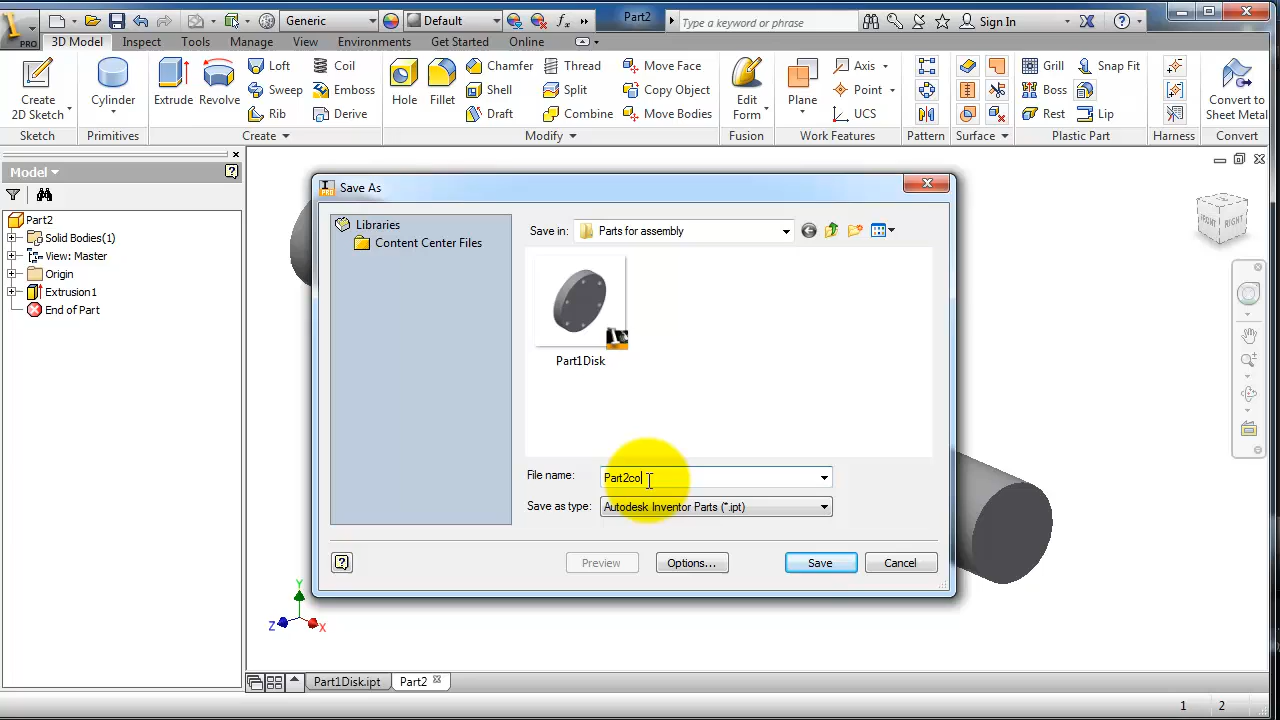 Generic
Default
fx
Part2
Type a keyword or phrase
Sign In
?
PRO
3D Model
Inspect
Tools
Manage
View
Environments
Get Started
Online
Create
2D Sketch
Sketch
Cylinder
Primitives
Extrude
Revolve
Loft
Sweep
Rib
Coil
Emboss
Derive
Create
Hole
Fillet
Chamfer
Shell
Draft
Thread
Split
Combine
Move Face
Copy Object
Move Bodies
Modify
Edit
Form
Fusion
Plane
Axis
Point
UCS
Work Features
Pattern
Surface
Grill
Boss
Rest
Snap Fit
Lip
Plastic Part
Harness
Convert to
Sheet Metal
Convert
Model
?
Part2
Solid Bodies(1)
View: Master
Origin
Extrusion1
End of Part
PRO
Save As
Libraries
Content Center Files
Save in:
Parts for assembly
Part1Disk
File name:
Part2co
Save as type:
Autodesk Inventor Parts (*.ipt)
?
Preview
Options...
Save
Cancel
FRONT
RIGHT
Y
Z
X
Part1Disk.ipt
Part2
1
2